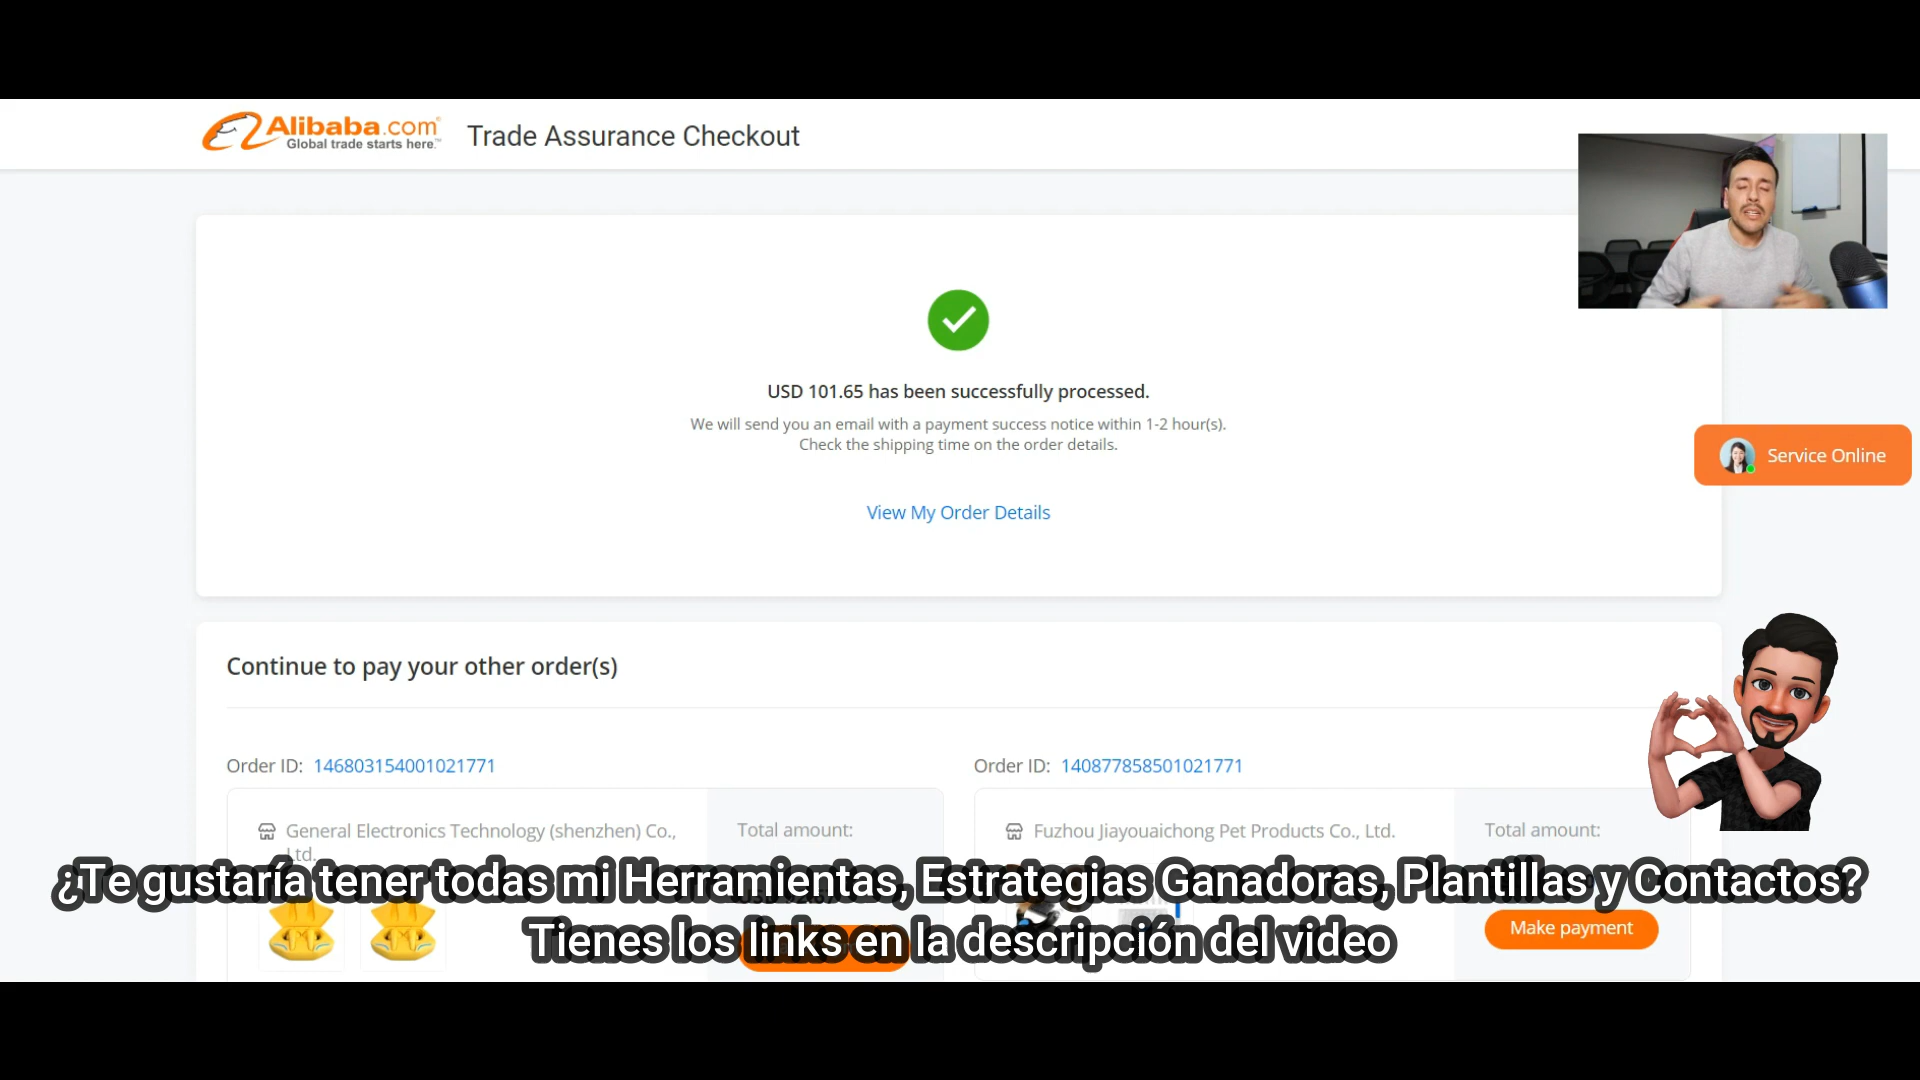 Alibaba.com
Global trade starts here.™
Trade Assurance Checkout
USD 101.65 has been successfully processed.
We will send you an email with a payment success notice within 1-2 hour(s).
Check the shipping time on the order details.
View My Order Details
Service Online
Continue to pay your other order(s)
Order ID: 146803154001021771
Order ID: 140877858501021771
General Electronics Technology (shenzhen) Co., Ltd.
Total amount:
Fuzhou Jiayouaichong Pet Products Co., Ltd.
Total amount:
Make payment
¿Te gustaría tener todas mi Herramientas, Estrategias Ganadoras, Plantillas y Contactos?
Tienes los links en la descripción del video